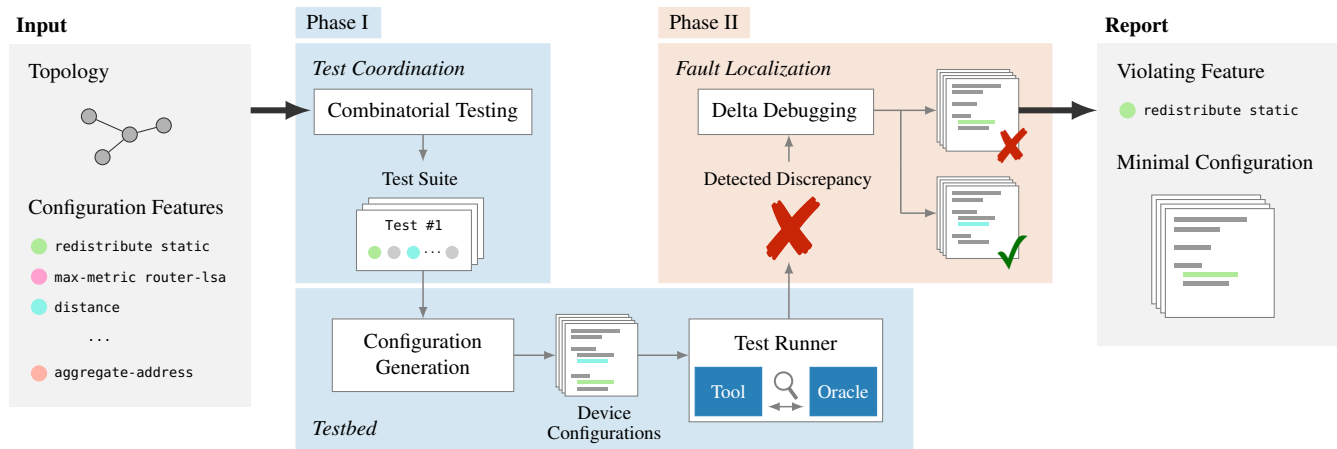 Input
Topology
Configuration Features
redistribute static
max-metric router-lsa
distance
...
aggregate-address
Phase I
Test Coordination
Combinatorial Testing
Test Suite
Test #1
...
Configuration
Generation
Device
Configurations
Test Runner
Tool
Oracle
Testbed
Phase II
Fault Localization
Delta Debugging
Detected Discrepancy
Report
Violating Feature
redistribute static
Minimal Configuration